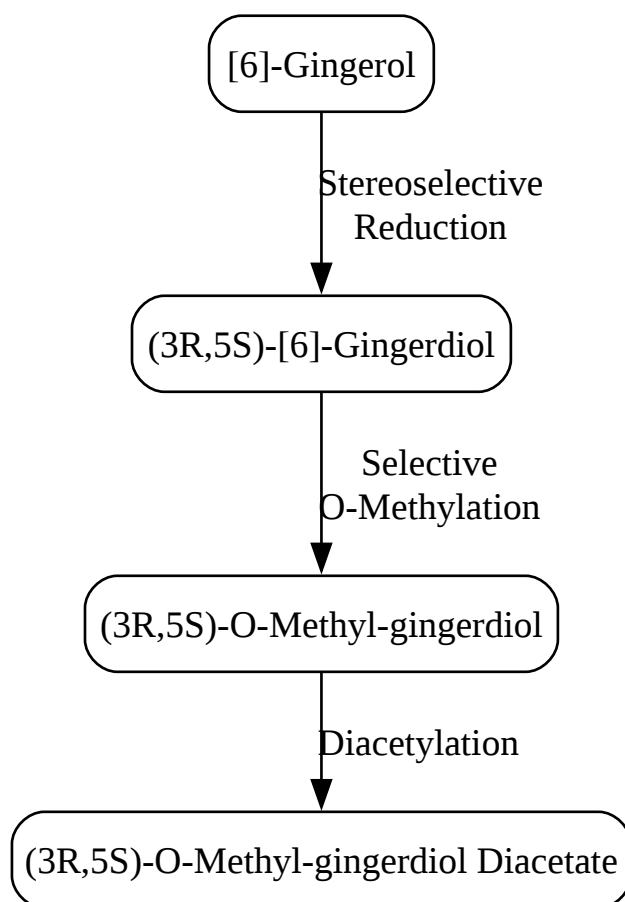 [6]-Gingerol
Stereoselective
Reduction
(3R,5S)-[6]-Gingerdiol
Selective
O-Methylation
(3R,5S)-O-Methyl-gingerdiol
Diacetylation
(3R,5S)-O-Methyl-gingerdiol Diacetate